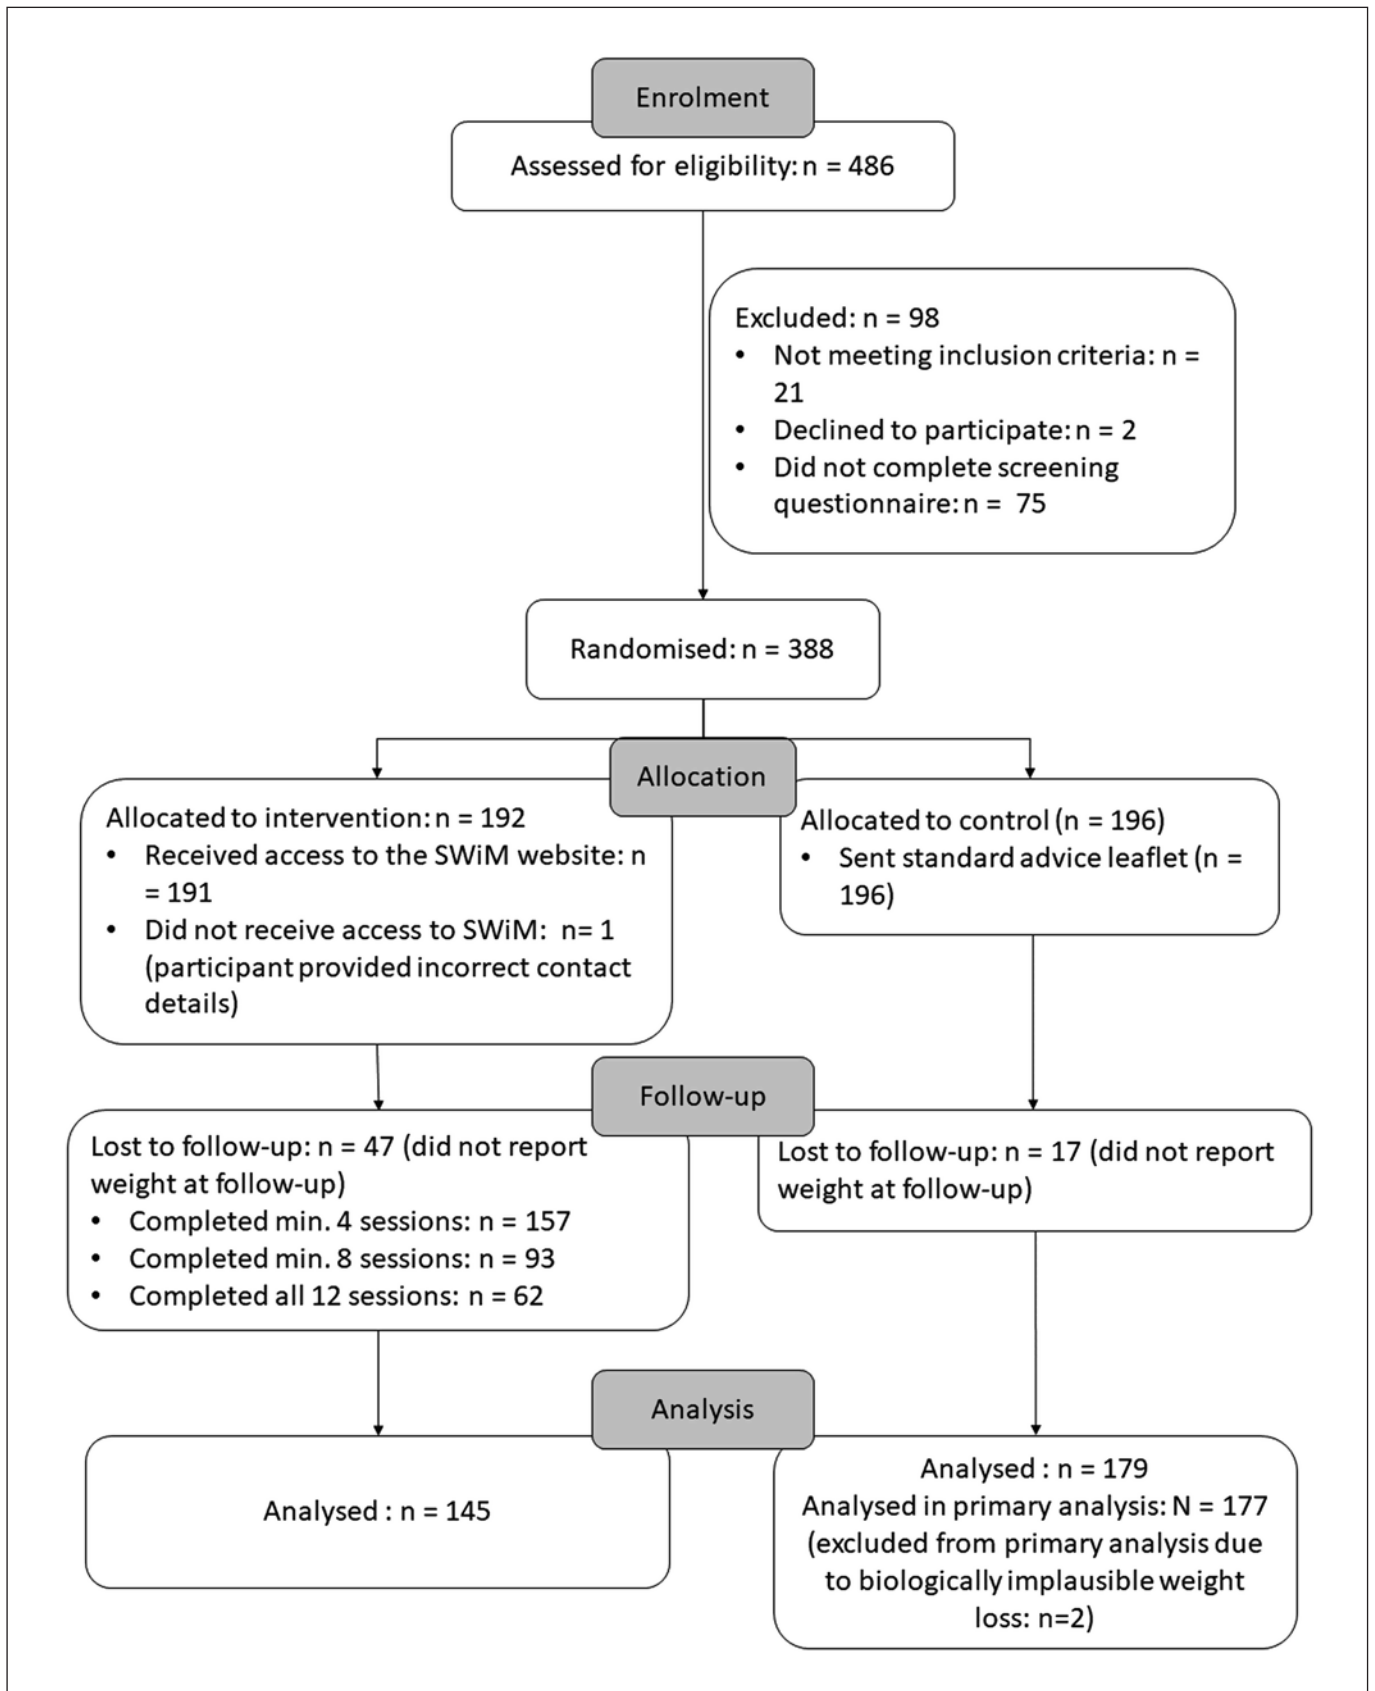 Enrolment
Assessed for eligibility: n = 486
Excluded: n = 98
• Not meeting inclusion criteria: n =
21
• Declined to participate: n = 2
• Did not complete screening
questionnaire: n = 75
Randomised: n = 388
Allocation
Allocated to intervention: n = 192
• Received access to the SWiM website: n
= 191
• Did not receive access to SWiM: n= 1
(participant provided incorrect contact
details)
Allocated to control (n = 196)
• Sent standard advice leaflet (n =
196)
Follow-up
Lost to follow-up: n = 47 (did not report
weight at follow-up)
• Completed min. 4 sessions: n = 157
• Completed min. 8 sessions: n = 93
• Completed all 12 sessions: n = 62
Lost to follow-up: n = 17 (did not report
weight at follow-up)
Analysis
Analysed : n = 145
Analysed : n = 179
Analysed in primary analysis: N = 177
(excluded from primary analysis due
to biologically implausible weight
loss: n=2)